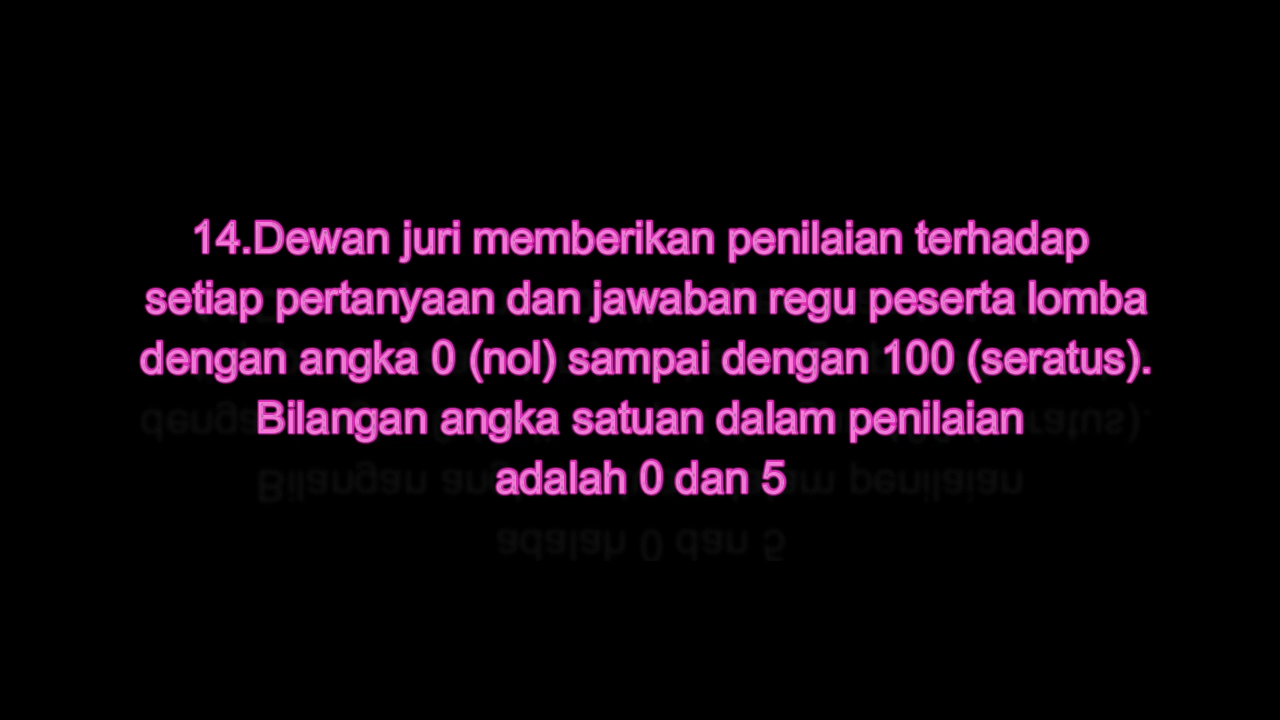 14.Dewan juri memberikan penilaian terhadap
setiap pertanyaan dan jawaban regu peserta lomba
dengan angka 0 (nol) sampai dengan 100 (seratus).
Bilangan angka satuan dalam penilaian
adalah 0 dan 5